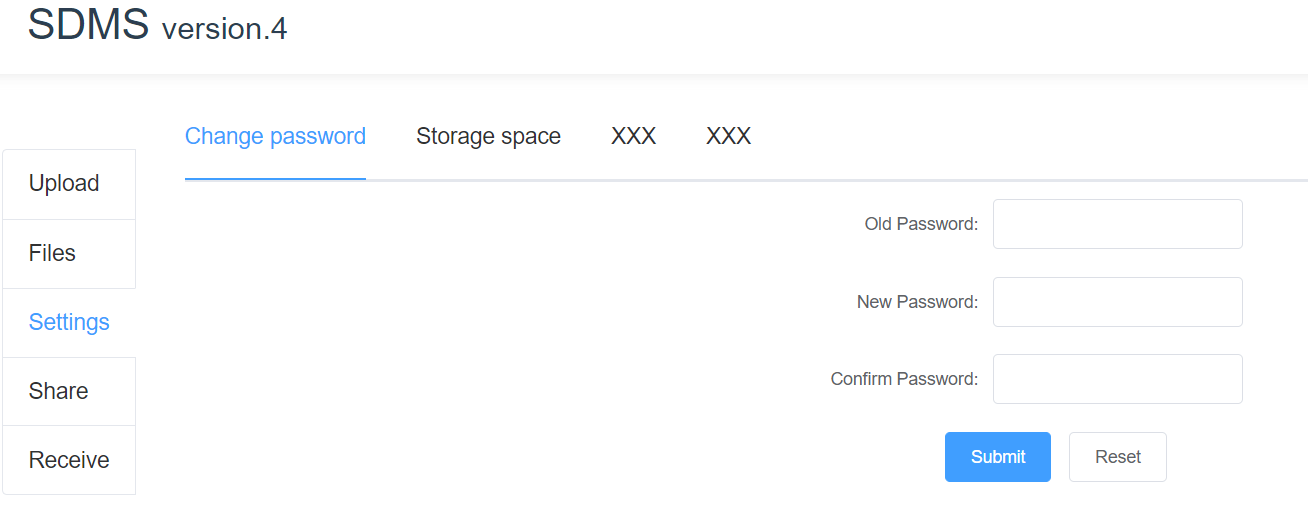 SDMS version.4
Change password Storage space XXX XXX
Upload
Files
Settings
Share
Receive
Old Password:
New Password:
Confirm Password:
Submit Reset